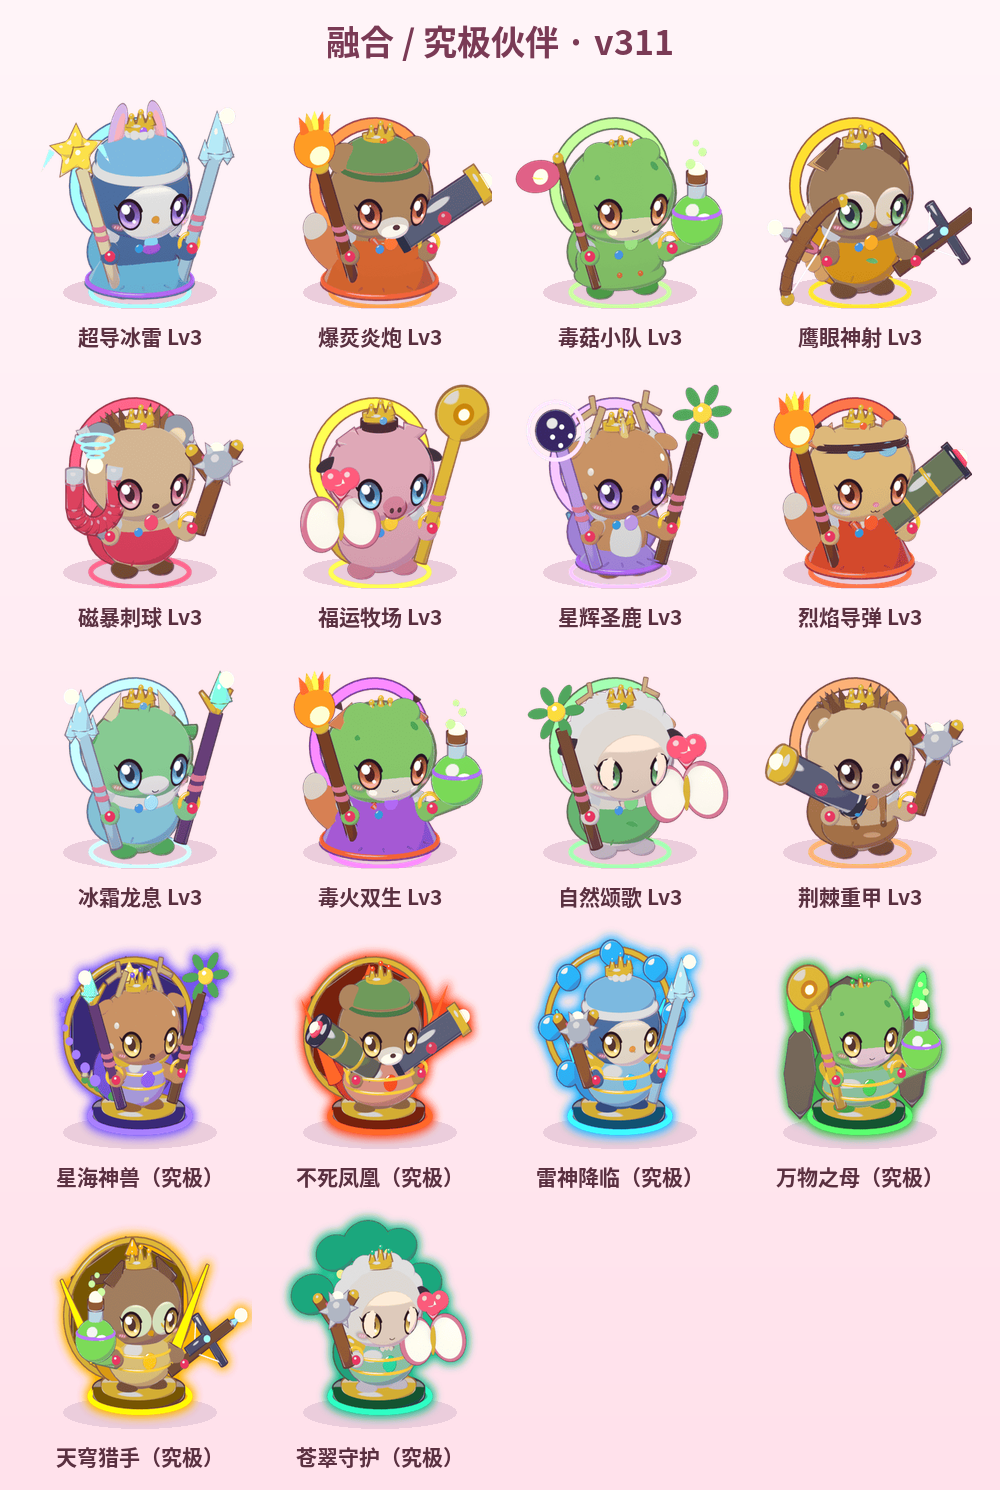 融合 / 究极伙伴 · v311
超导冰雷 Lv3
爆烎炎炮 Lv3
毒菇小队 Lv3
鹰眼神射 Lv3
磁暴刺球 Lv3
福运牧场 Lv3
星辉圣鹿 Lv3
烈焰导弹 Lv3
冰霜龙息 Lv3
毒火双生 Lv3
自然颂歌 Lv3
荆棘重甲 Lv3
星海神兽（究极）
不死凤凰（究极）
雷神降临（究极）
万物之母（究极）
天穹猎手（究极）
苍翠守护（究极）